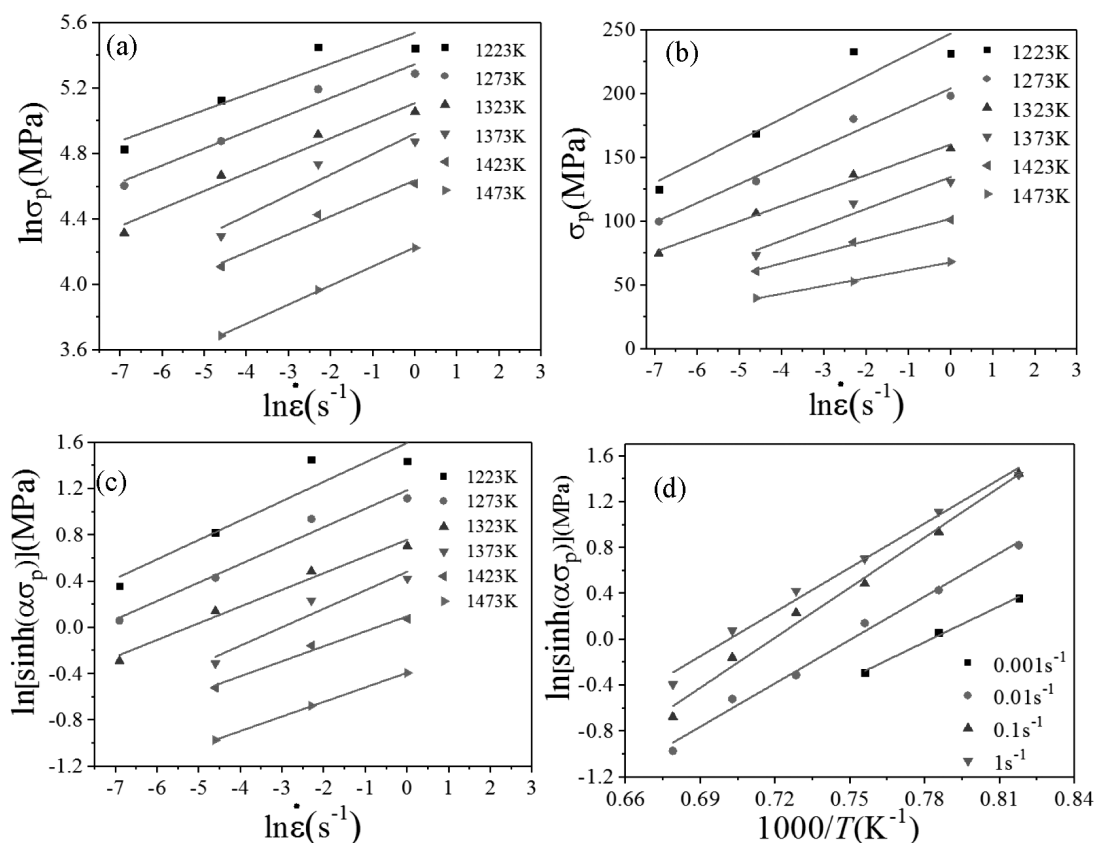 (a)
lnσp(MPa)
5.6
5.2
4.8
4.4
4.0
3.6
-7 -6 -5 -4 -3 -2 -1 0 1 2 3
lnε̇(s⁻¹)
1223K
1273K
1323K
1373K
1423K
1473K
(b)
σp(MPa)
250
200
150
100
50
0
-7 -6 -5 -4 -3 -2 -1 0 1 2 3
lnε̇(s⁻¹)
1223K
1273K
1323K
1373K
1423K
1473K
(c)
ln[sinh(ασp)](MPa)
1.6
1.2
0.8
0.4
0.0
-0.4
-0.8
-1.2
-7 -6 -5 -4 -3 -2 -1 0 1 2 3
lnε̇(s⁻¹)
1223K
1273K
1323K
1373K
1423K
1473K
(d)
ln[sinh(ασp)](MPa)
1.6
1.2
0.8
0.4
0.0
-0.4
-0.8
-1.2
0.66 0.69 0.72 0.75 0.78 0.81 0.84
1000/T(K⁻¹)
0.001s⁻¹
0.01s⁻¹
0.1s⁻¹
1s⁻¹